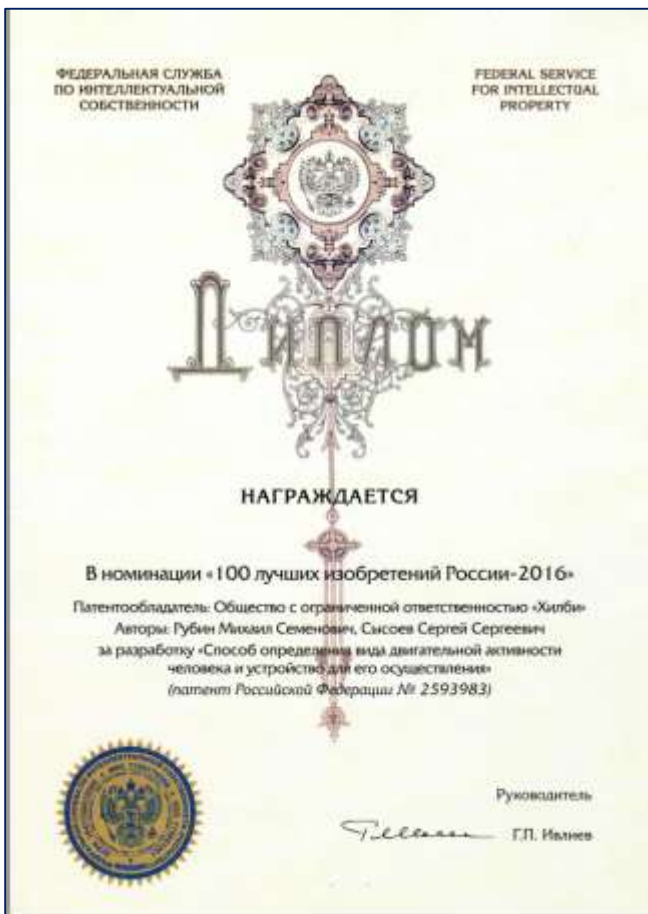 ФЕДЕРАЛЬНАЯ СЛУЖБА
ПО ИНТЕЛЛЕКТУАЛЬНОЙ
СОБСТВЕННОСТИ
FEDERAL SERVICE
FOR INTELLECTUAL
PROPERTY
Диплом
НАГРАЖДАЕТСЯ
В номинации «100 лучших изобретений России-2016»
Патентообладатель: Общество с ограниченной ответственностью «Хилби»
Авторы: Рубин Михаил Семенович, Сысоев Сергей Сергеевич
за разработку «Способ определения вида двигательной активности
человека и устройство для его осуществления»
(патент Российской Федерации № 2593983)
Руководитель
Г.П. Ивлиев